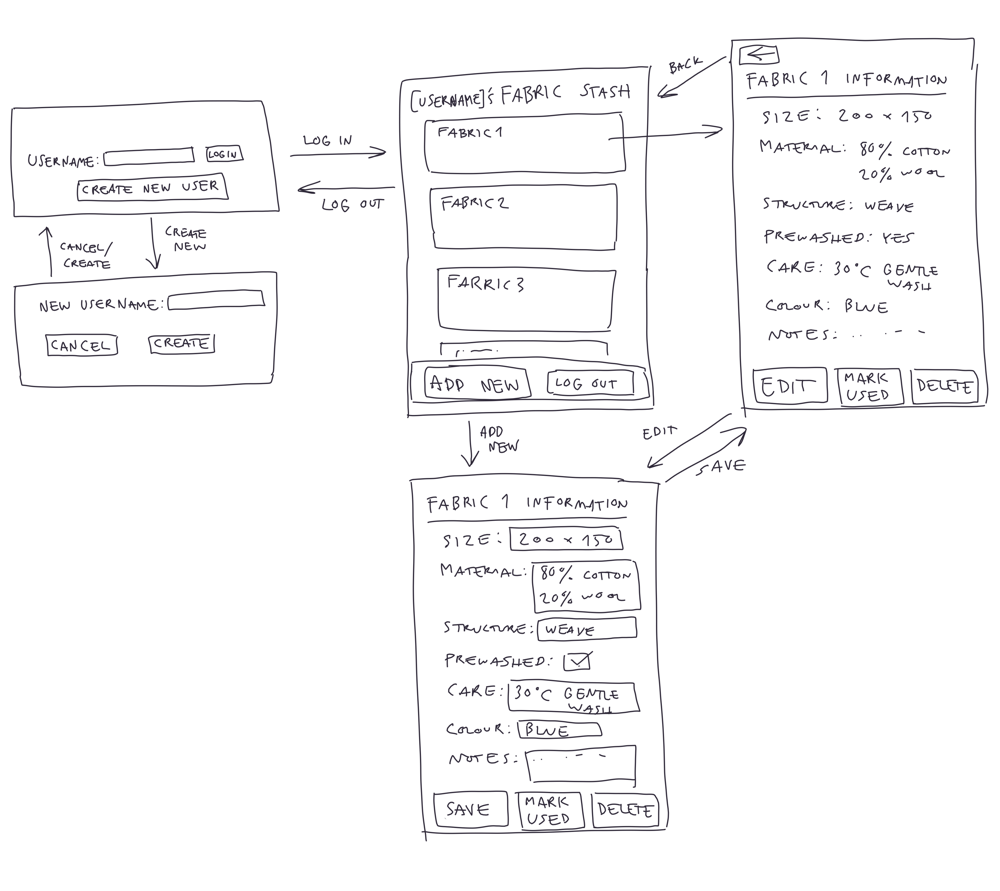 USERNAME: LOGIN
CREATE NEW USER
CANCEL/
CREATE
CREATE
NEW
NEW USERNAME:
CANCEL CREATE
LOG IN
LOG OUT
[USERNAME]'S FABRIC STASH
FABRIC 1
FABRIC 2
FABRIC 3
ADD NEW LOG OUT
ADD
NEW
BACK
←
FABRIC 1 INFORMATION
SIZE: 200 x 150
MATERIAL: 80% COTTON
20% WOOL
STRUCTURE: WEAVE
PREWASHED: YES
CARE: 30°C GENTLE
WASH
COLOUR: BLUE
NOTES:
EDIT MARK
USED DELETE
EDIT
SAVE
FABRIC 1 INFORMATION
SIZE: 200 x 150
MATERIAL: 80% COTTON
20% WOOL
STRUCTURE: WEAVE
PREWASHED: ✓
CARE: 30°C GENTLE
WASH
COLOUR: BLUE
NOTES:
SAVE MARK
USED DELETE